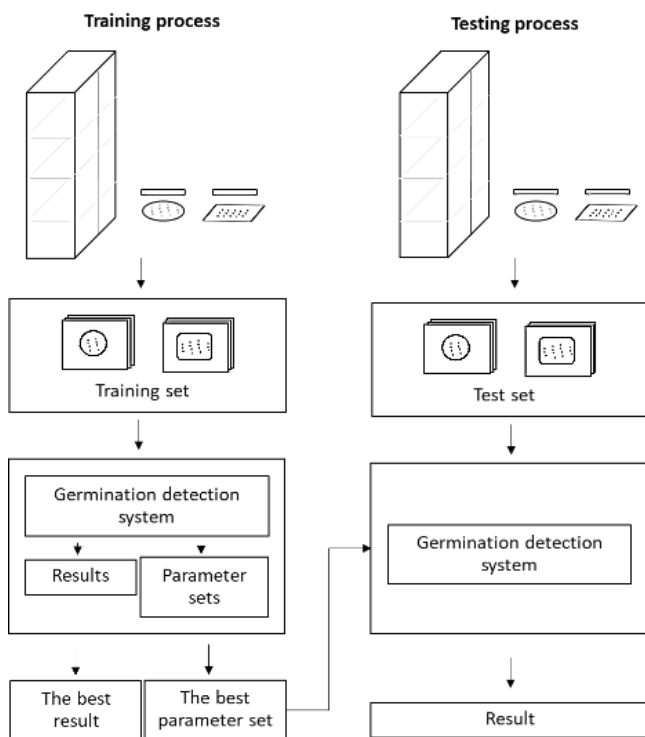 Training process
Testing process
Training set
Test set
Germination detection
system
Results
Parameter
sets
Germination detection
system
The best
result
The best
parameter set
Result